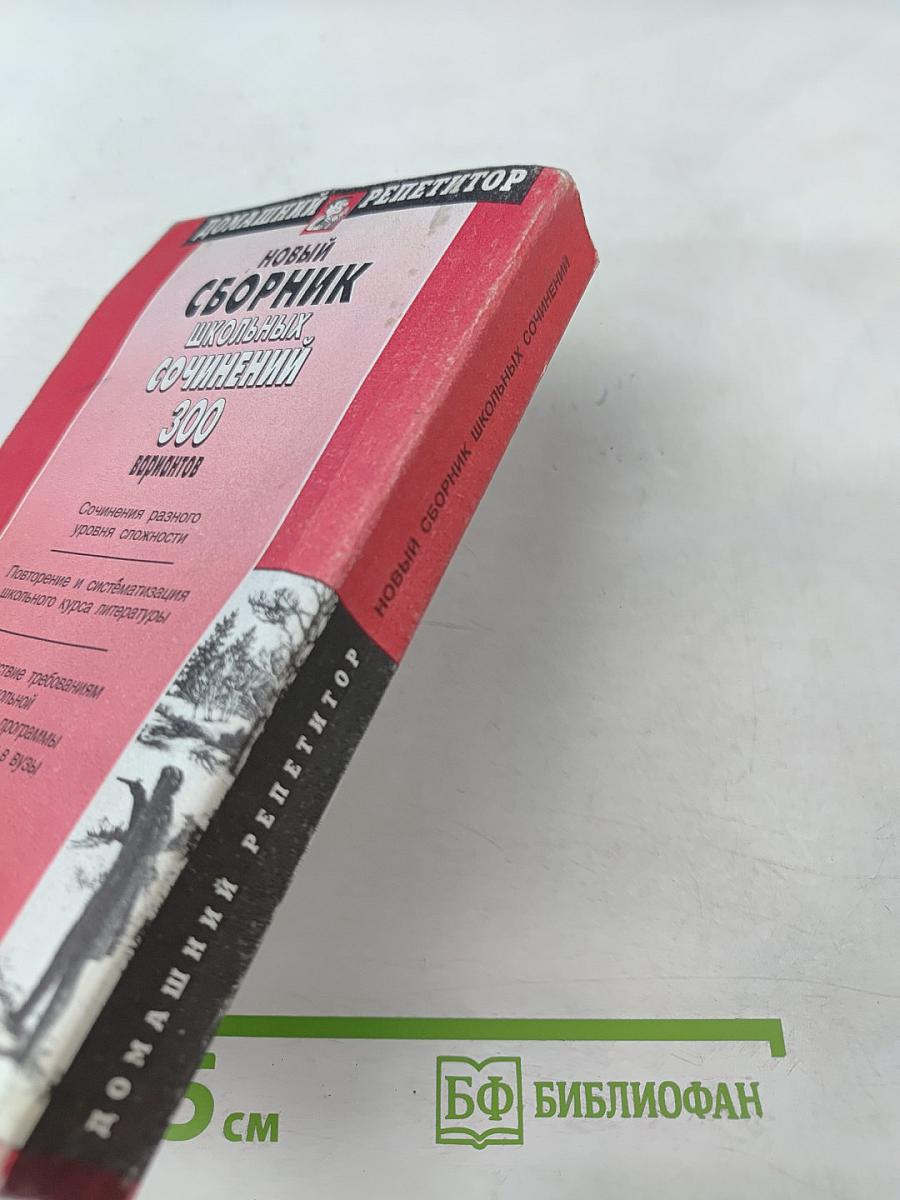 ДОМАШНИЙ РЕПЕТИТОР
НОВЫЙ
СБОРНИК
ШКОЛЬНЫХ
СОЧИНЕНИЙ
300
вариантов
Сочинения разного
уровня сложности
Повторение и систематизация
школьного курса литературы
требованиям
программы
в вузы
НОВЫЙ СБОРНИК ШКОЛЬНЫХ СОЧИНЕНИЙ
ДОМАШНИЙ РЕПЕТИТОР
5 см
БФ БИБЛИОФАН